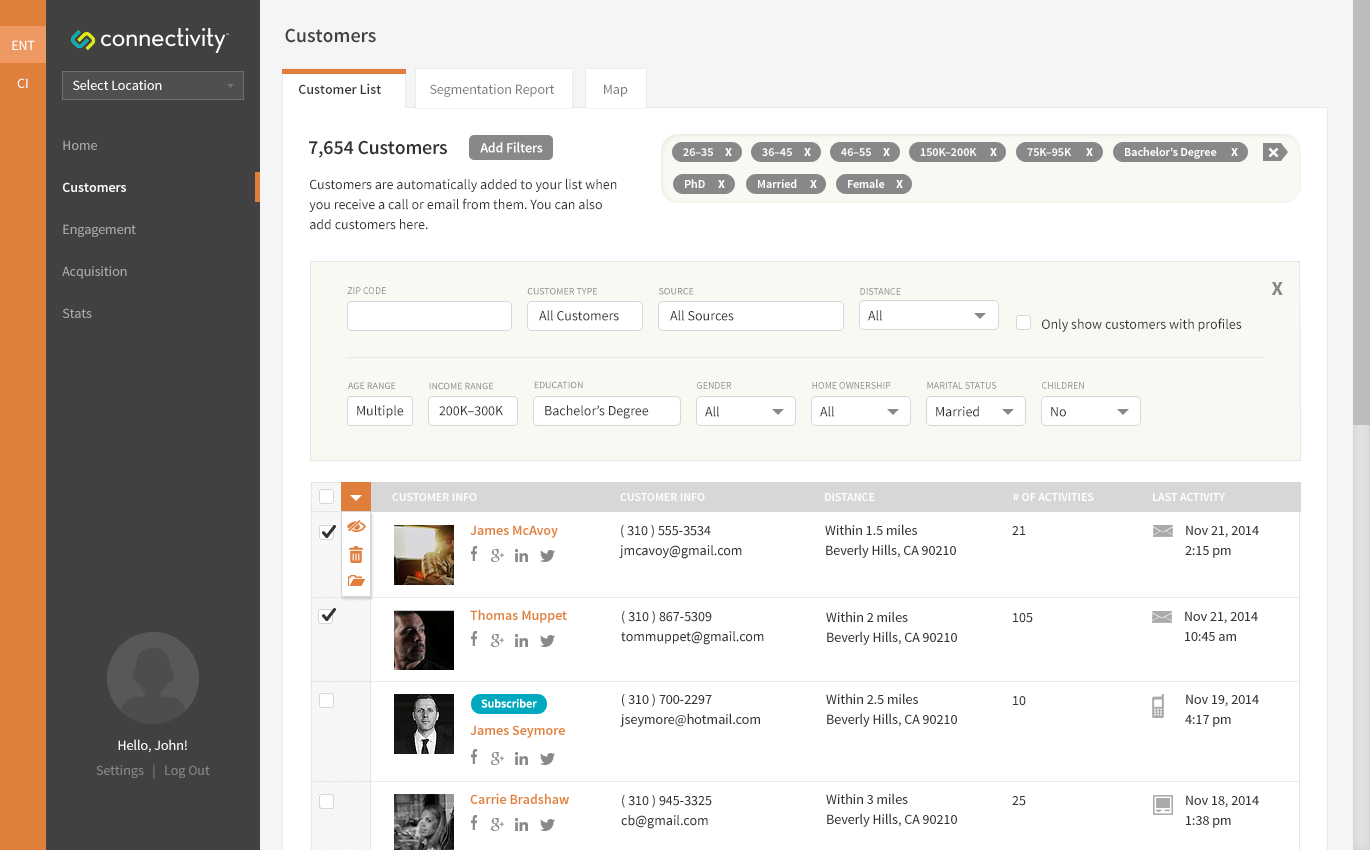 ENT
CI
connectivity
Select Location
Home
Customers
Engagement
Acquisition
Stats
Hello, John!
Settings | Log Out
Customers
Customer List
Segmentation Report
Map
7,654 Customers
Add Filters
Customers are automatically added to your list when
you receive a call or email from them. You can also
add customers here.
26–35 X 36–45 X 46–55 X 150K–200K X 75K–95K X Bachelor's Degree X
PhD X Married X Female X
X
ZIP CODE CUSTOMER TYPE SOURCE DISTANCE
All Customers All Sources All
Only show customers with profiles
AGE RANGE INCOME RANGE EDUCATION GENDER HOME OWNERSHIP MARITAL STATUS CHILDREN
Multiple 200K–300K Bachelor's Degree All All Married No
CUSTOMER INFO CUSTOMER INFO DISTANCE # OF ACTIVITIES LAST ACTIVITY
James McAvoy ( 310 ) 555-3534 Within 1.5 miles 21 Nov 21, 2014
jmcavoy@gmail.com Beverly Hills, CA 90210 2:15 pm
Thomas Muppet ( 310 ) 867-5309 Within 2 miles 105 Nov 21, 2014
tommuppet@gmail.com Beverly Hills, CA 90210 10:45 am
Subscriber ( 310 ) 700-2297 Within 2.5 miles 10 Nov 19, 2014
James Seymore jseymore@hotmail.com Beverly Hills, CA 90210 4:17 pm
Carrie Bradshaw ( 310 ) 945-3325 Within 3 miles 25 Nov 18, 2014
cb@gmail.com Beverly Hills, CA 90210 1:38 pm